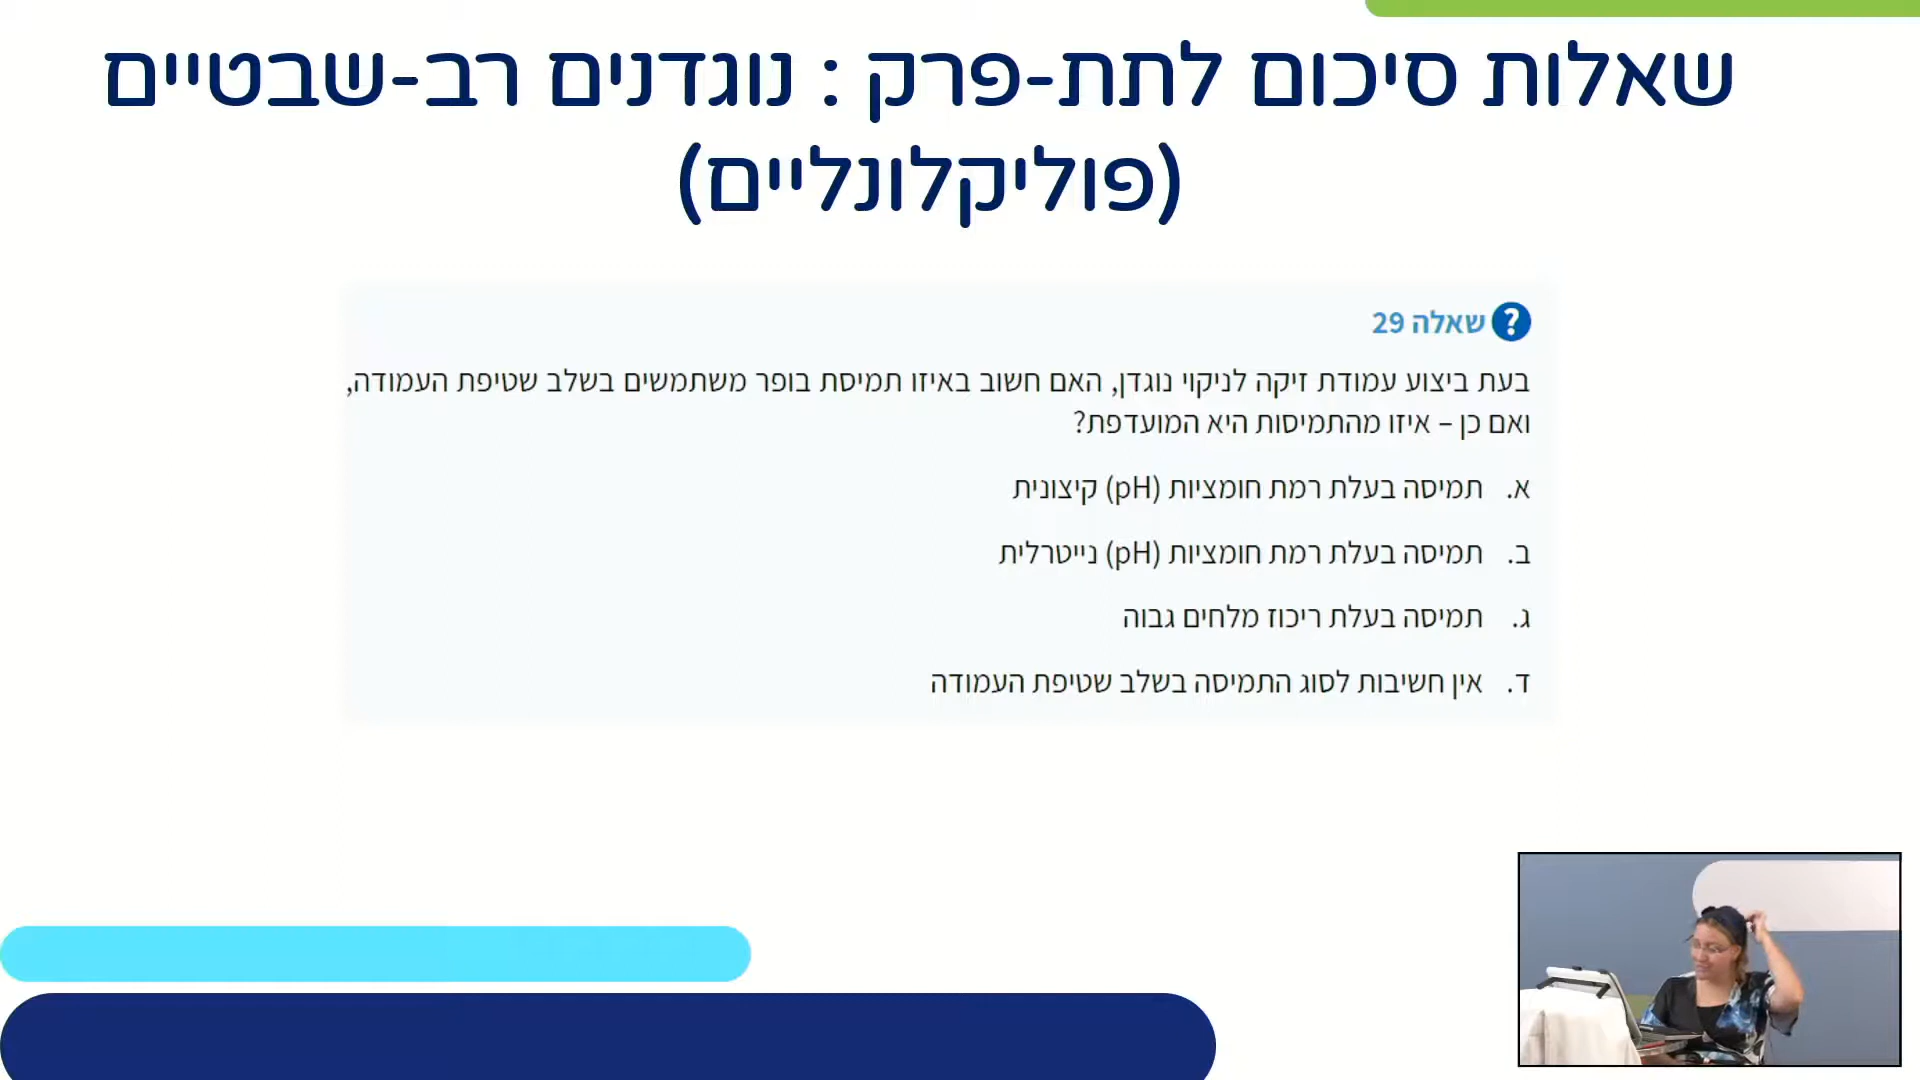 שאלות סיכום לתת-פרק : נוגדנים רב-שבטיים
(פוליקלונליים)
? שאלה 29
בעת ביצוע עמודת זיקה לניקוי נוגדן, האם חשוב באיזו תמיסת בופר משתמשים בשלב שטיפת העמודה,
ואם כן – איזו מהתמיסות היא המועדפת?
א. תמיסה בעלת רמת חומציות (pH) קיצונית
ב. תמיסה בעלת רמת חומציות (pH) נייטרלית
ג. תמיסה בעלת ריכוז מלחים גבוה
ד. אין חשיבות לסוג התמיסה בשלב שטיפת העמודה